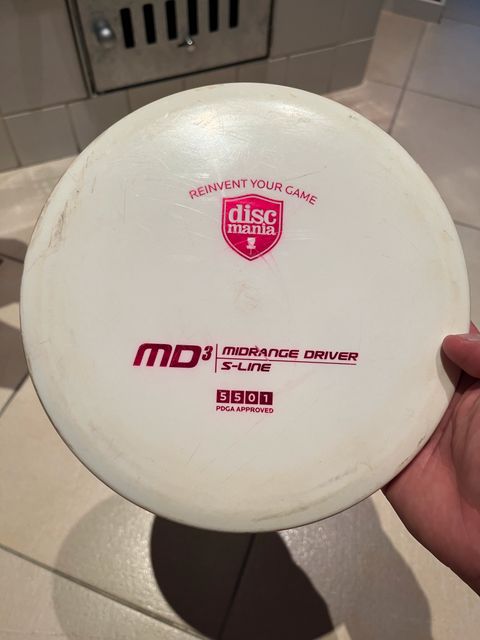 REINVENT YOUR GAME
disc
mania
MD3 MIDRANGE DRIVER
S-LINE
5 5 0 1
PDGA APPROVED